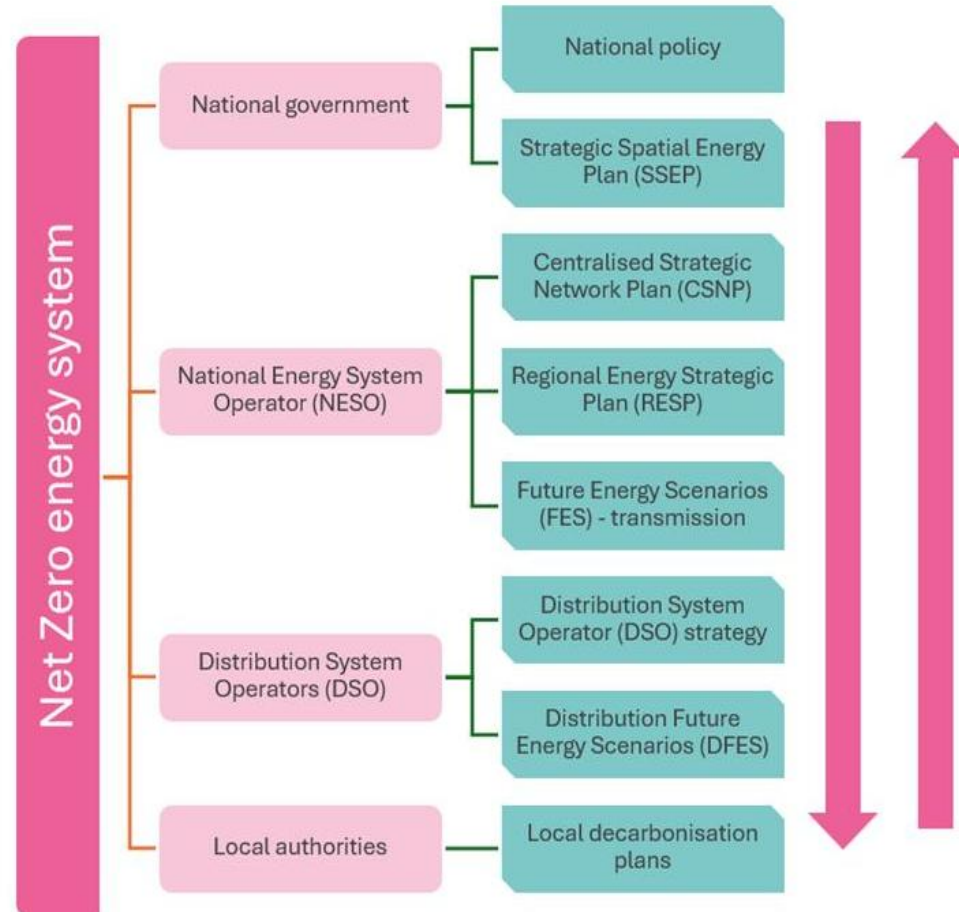 Net Zero energy system
National government
National policy
Strategic Spatial Energy
Plan (SSEP)
National Energy System
Operator (NESO)
Centralised Strategic
Network Plan (CSNP)
Regional Energy Strategic
Plan (RESP)
Future Energy Scenarios
(FES) - transmission
Distribution System
Operators (DSO)
Distribution System
Operator (DSO) strategy
Distribution Future
Energy Scenarios (DFES)
Local authorities
Local decarbonisation
plans